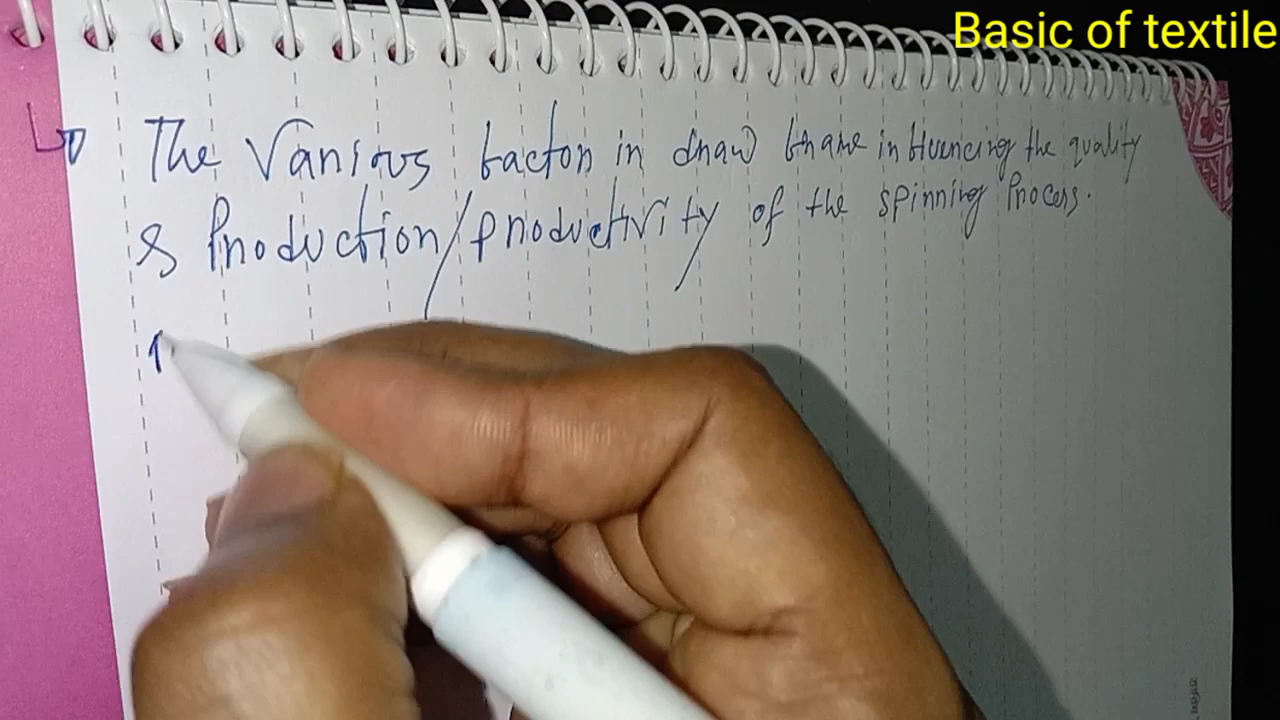 Basic of textile
The Various factor in draw frame influencing the quality
& Production/productivity of the spinning Process.